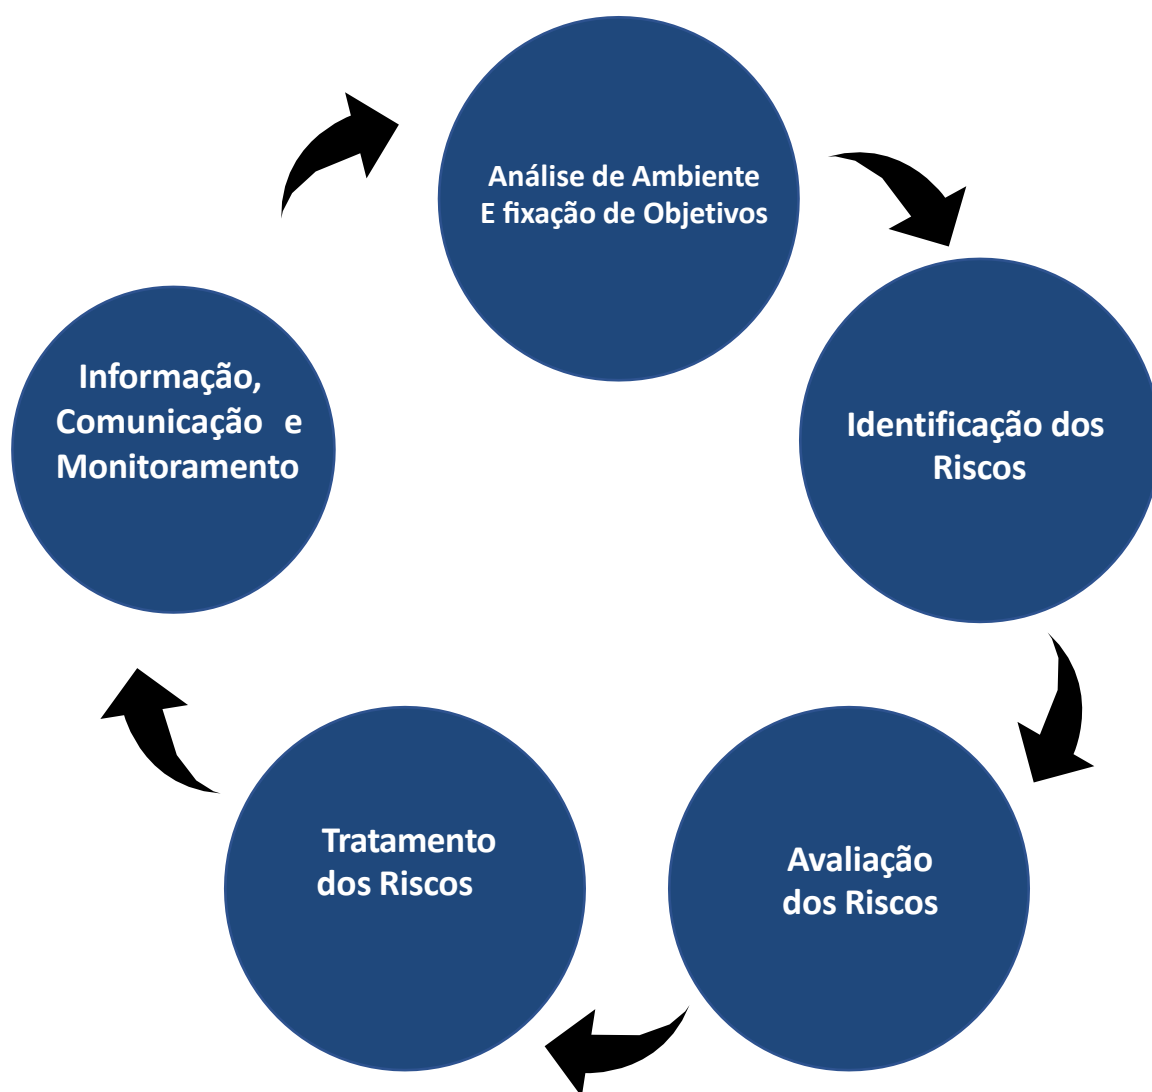 Análise de Ambiente
E fixação de Objetivos
Identificação dos
Riscos
Avaliação
dos Riscos
Tratamento
dos Riscos
Informação,
Comunicação e
Monitoramento